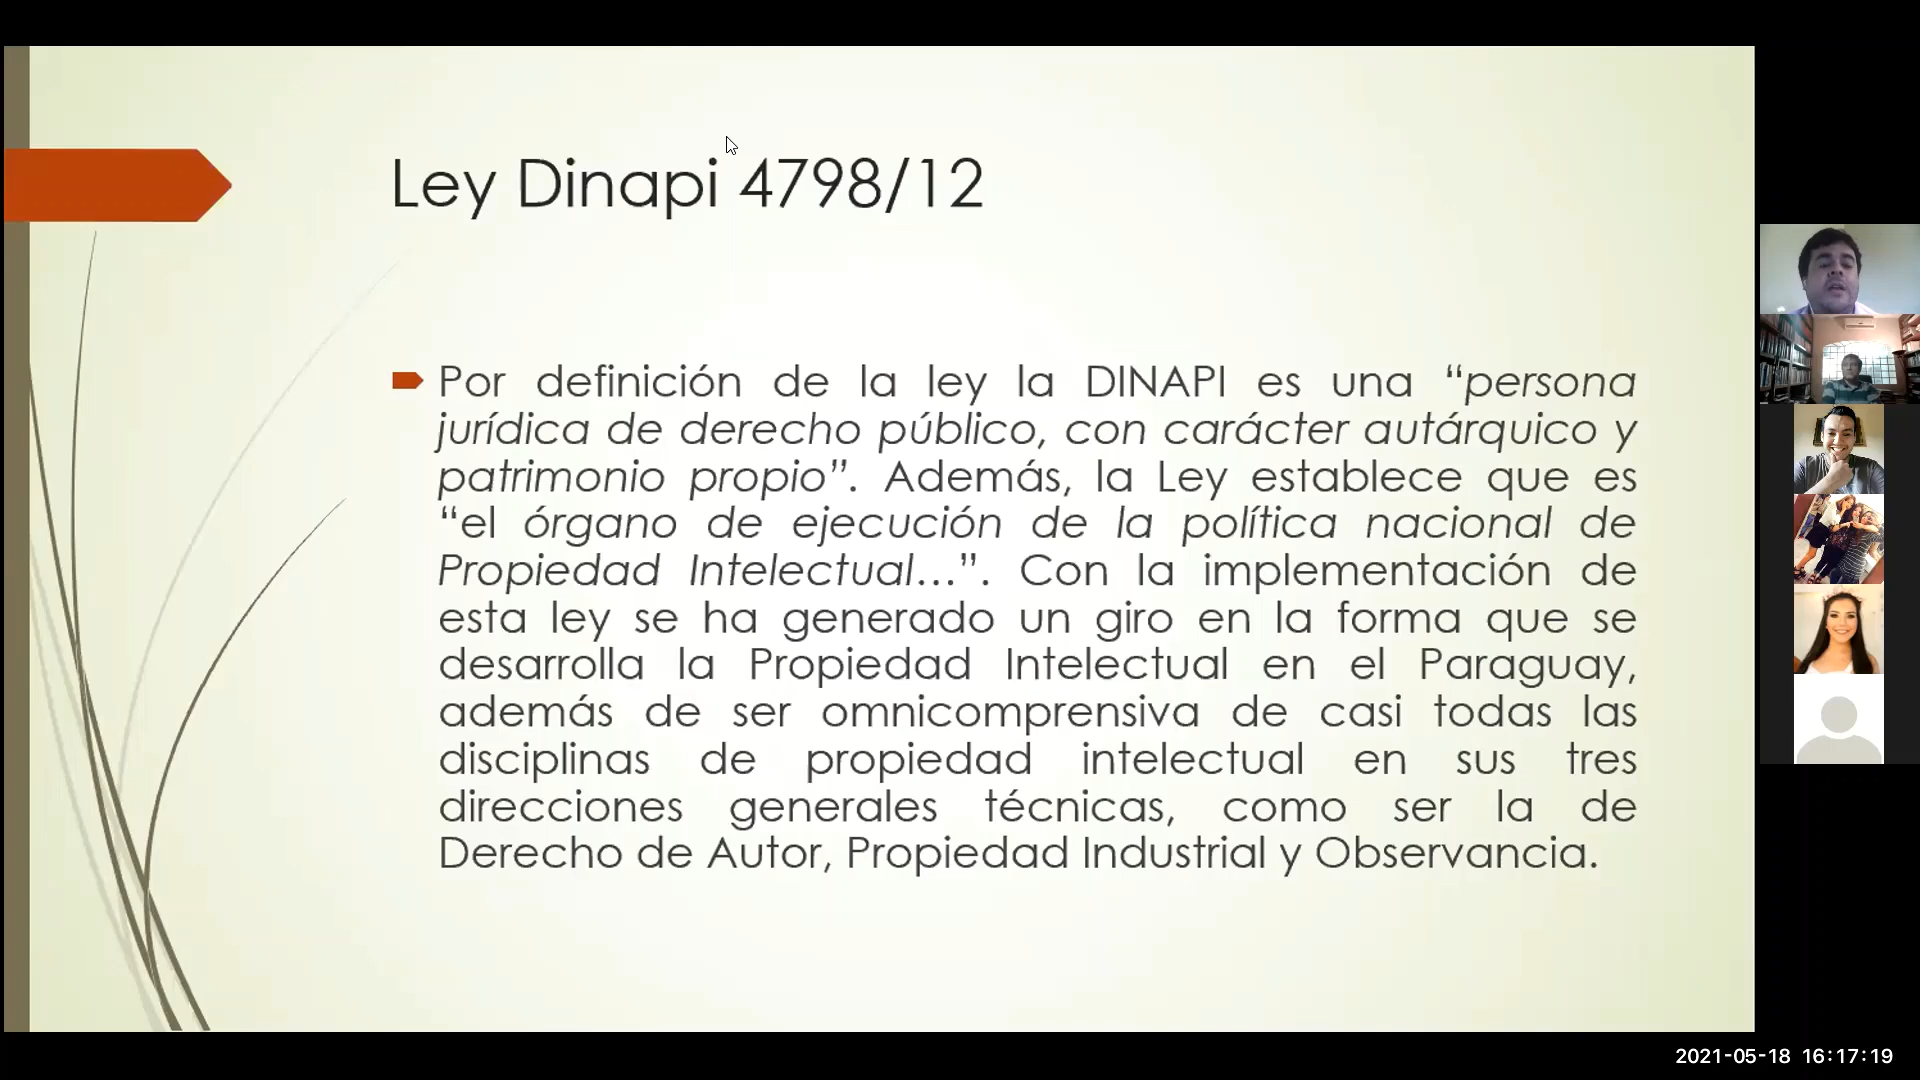 Ley Dinapi 4798/12
Por definición de la ley la DINAPI es una “persona
jurídica de derecho público, con carácter autárquico y
patrimonio propio”. Además, la Ley establece que es
“el órgano de ejecución de la política nacional de
Propiedad Intelectual...”. Con la implementación de
esta ley se ha generado un giro en la forma que se
desarrolla la Propiedad Intelectual en el Paraguay,
además de ser omnicomprensiva de casi todas las
disciplinas de propiedad intelectual en sus tres
direcciones generales técnicas, como ser la de
Derecho de Autor, Propiedad Industrial y Observancia.
2021-05-18 16:17:19